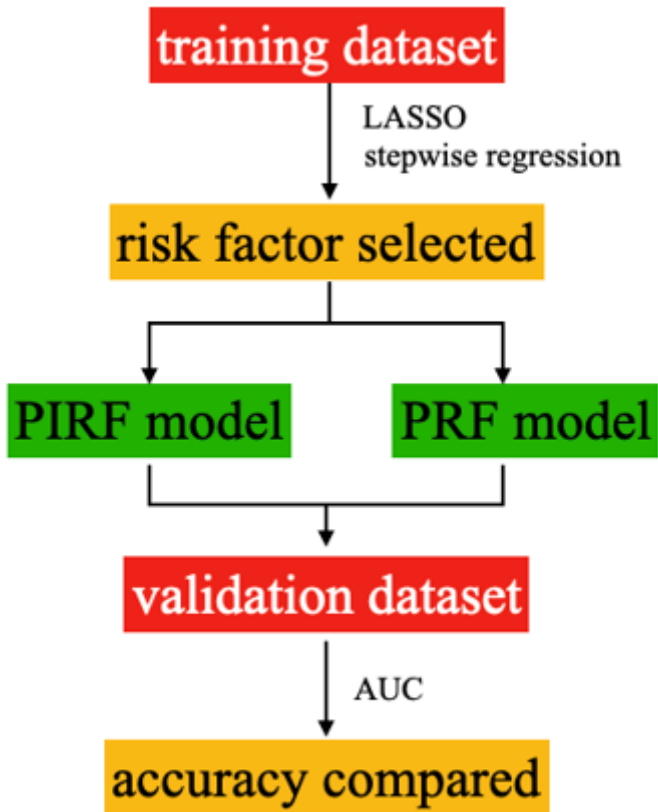 training dataset
LASSO
stepwise regression
risk factor selected
PIRF model
PRF model
validation dataset
AUC
accuracy compared